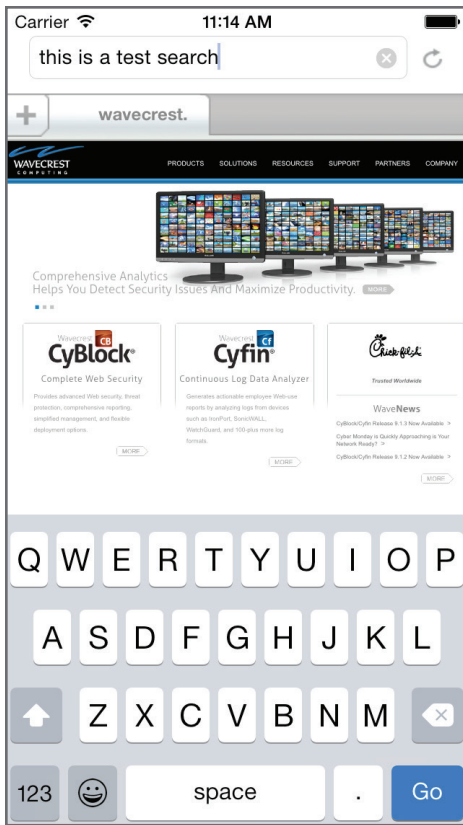 Carrier 11:14 AM
this is a test search
wavecrest.
WAVECREST
COMPUTING
PRODUCTS SOLUTIONS RESOURCES SUPPORT PARTNERS COMPANY
Comprehensive Analytics
Helps You Detect Security Issues And Maximize Productivity. MORE
Wavecrest CB
CyBlock®
Complete Web Security
Provides advanced Web security, threat
protection, comprehensive reporting,
simplified management, and flexible
deployment options.
MORE
Wavecrest Cf
Cyfin®
Continuous Log Data Analyzer
Generates actionable employee Web-use
reports by analyzing logs from devices
such as IronPort, SonicWALL,
WatchGuard, and 100-plus more log
formats.
MORE
Chick-fil-A
Trusted Worldwide
WaveNews
CyBlock/Cyfin Release 9.1.3 Now Available >
Cyber Monday is Quickly Approaching is Your
Network Ready? >
CyBlock/Cyfin Release 9.1.2 Now Available >
MORE
Q W E R T Y U I O P
A S D F G H J K L
Z X C V B N M
123 space . Go